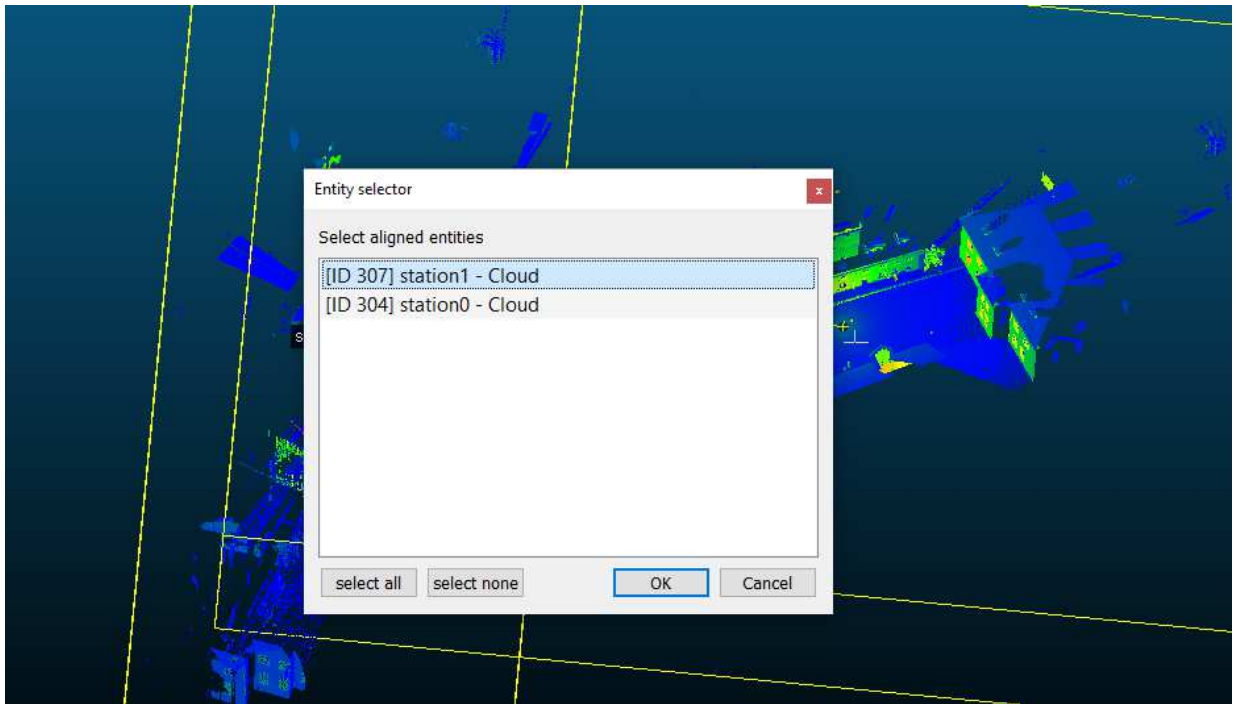 Entity selector
x
Select aligned entities
[ID 307] station1 - Cloud
[ID 304] station0 - Cloud
S
select all select none OK Cancel